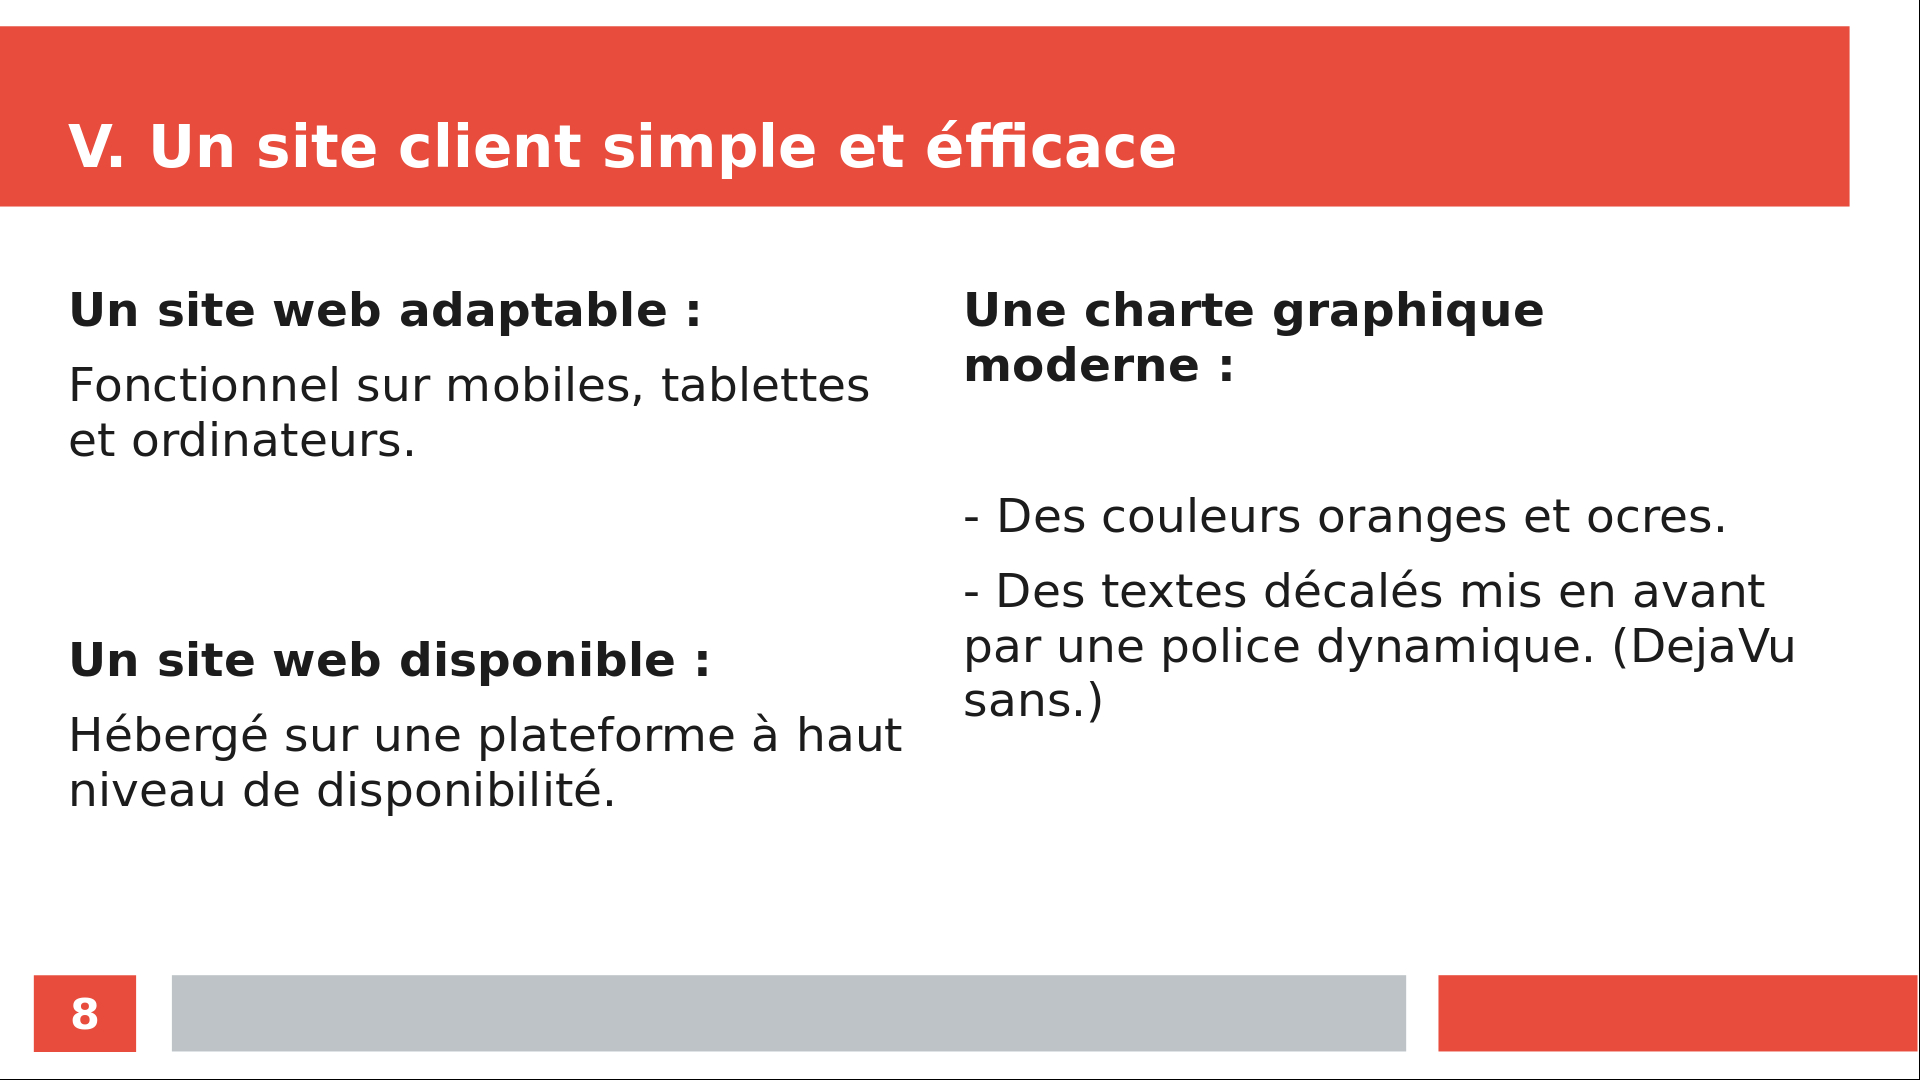 V. Un site client simple et éfficace
Un site web adaptable :
Fonctionnel sur mobiles, tablettes
et ordinateurs.
Un site web disponible :
Hébergé sur une plateforme à haut
niveau de disponibilité.
Une charte graphique
moderne :
- Des couleurs oranges et ocres.
- Des textes décalés mis en avant
par une police dynamique. (DejaVu
sans.)
8